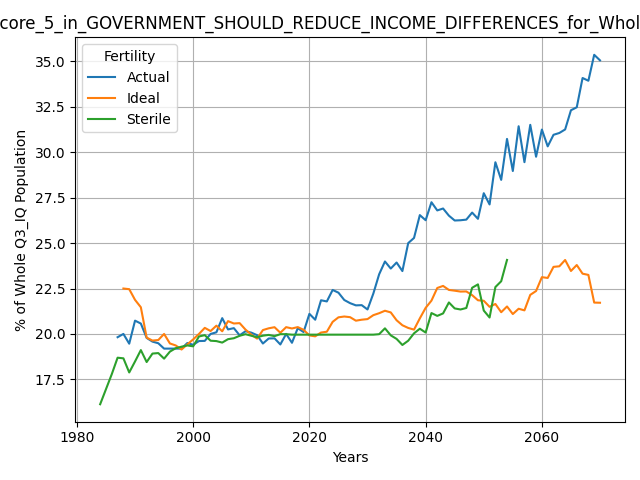 core_5_in_GOVERNMENT_SHOULD_REDUCE_INCOME_DIFFERENCES_for_Whol
Fertility
Actual
Ideal
Sterile
% of Whole Q3_IQ Population
35.0
32.5
30.0
27.5
25.0
22.5
20.0
17.5
1980
2000
2020
2040
2060
Years